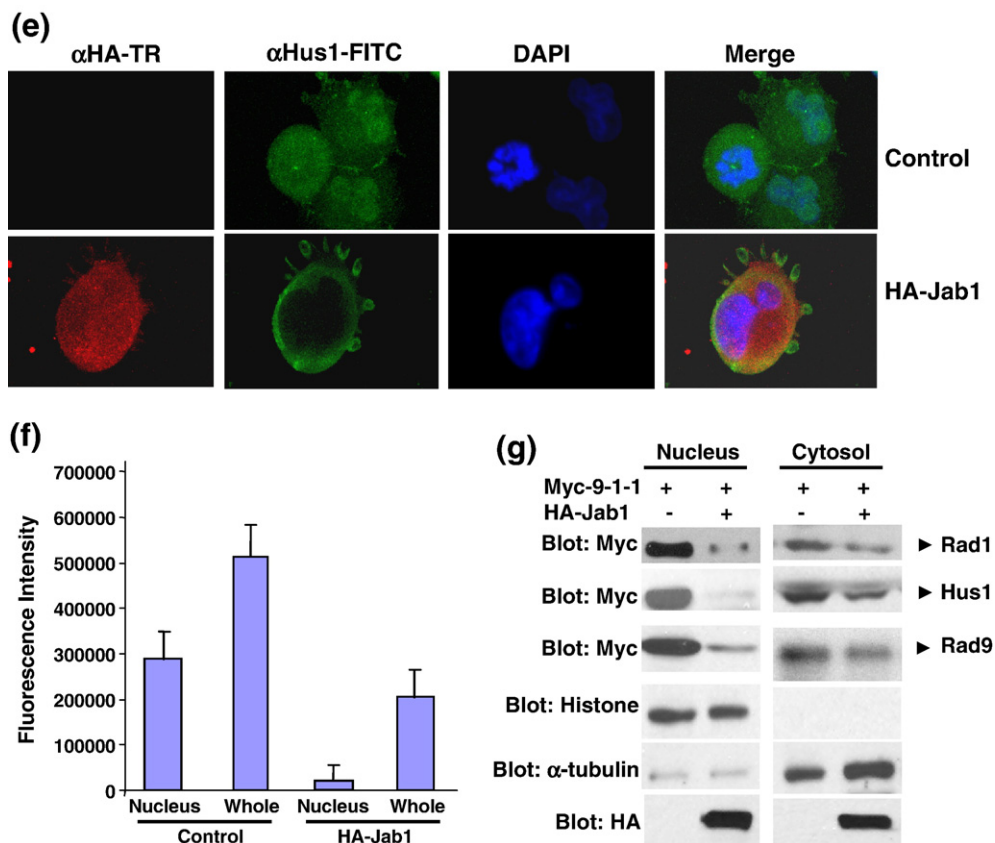 (e)
αHA-TR αHus1-FITC DAPI Merge
Control
HA-Jab1
(f)
Fluorescence Intensity
700000
600000
500000
400000
300000
200000
100000
0
Nucleus Whole Nucleus Whole
Control HA-Jab1
(g)
Nucleus Cytosol
Myc-9-1-1 + + + +
HA-Jab1 - + - +
Blot: Myc Rad1
Blot: Myc Hus1
Blot: Myc Rad9
Blot: Histone
Blot: α-tubulin
Blot: HA